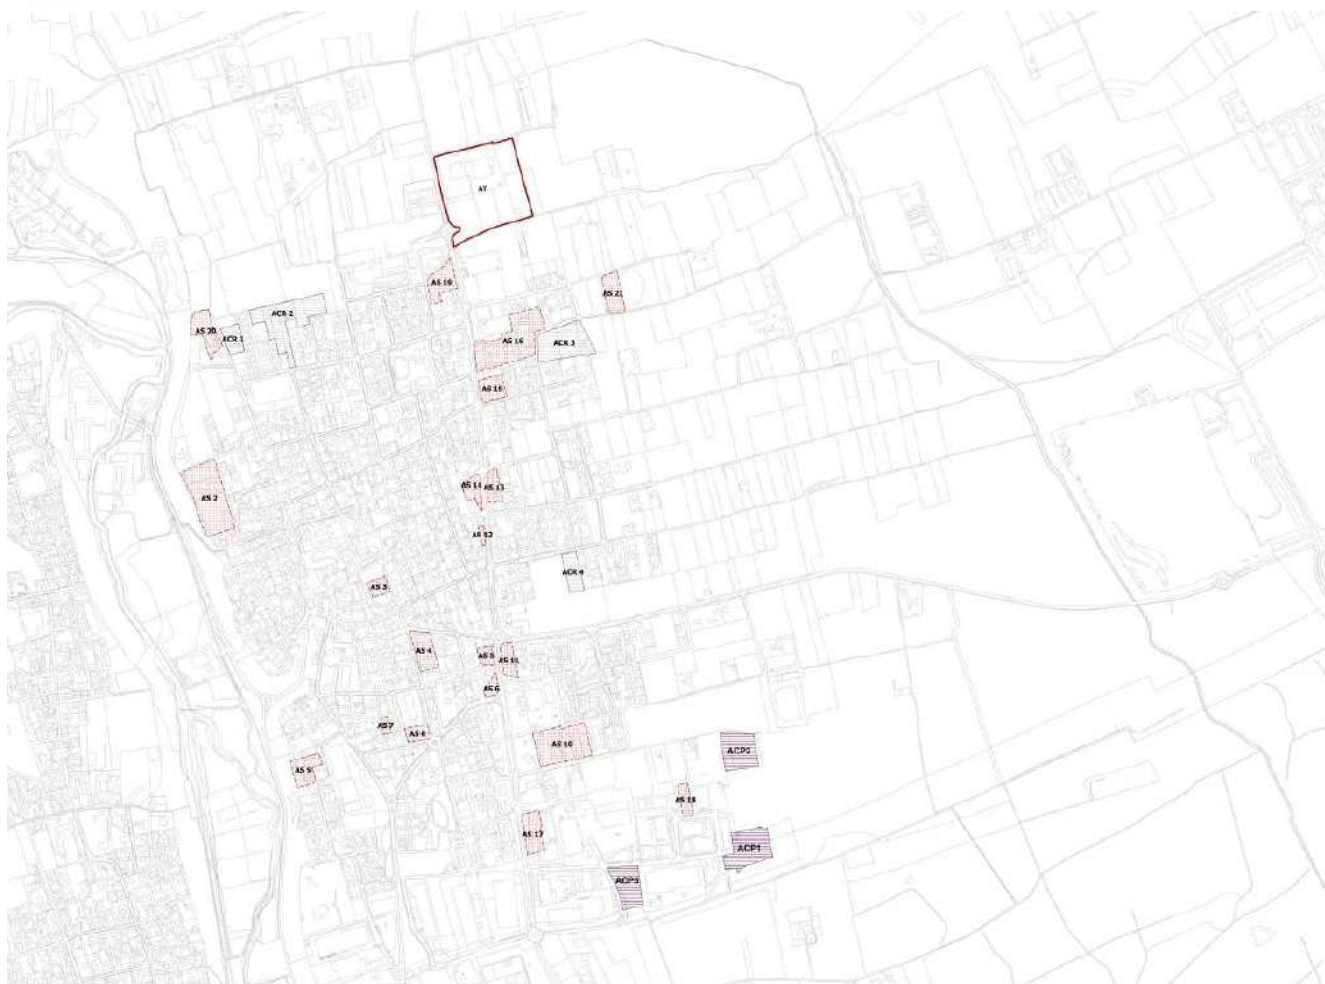 AT
AS 19
AS 21
AS 20
ACR 1
ACR 2
AS 16
ACR 3
AS 15
AS 2
AS 14
AS 13
AS 12
AS 3
ACR 4
AS 4
AS 5
AS 11
AS 6
AS 7
AS 8
AS 9
AS 10
ACP2
AS 18
AS 17
ACP1
ACP3